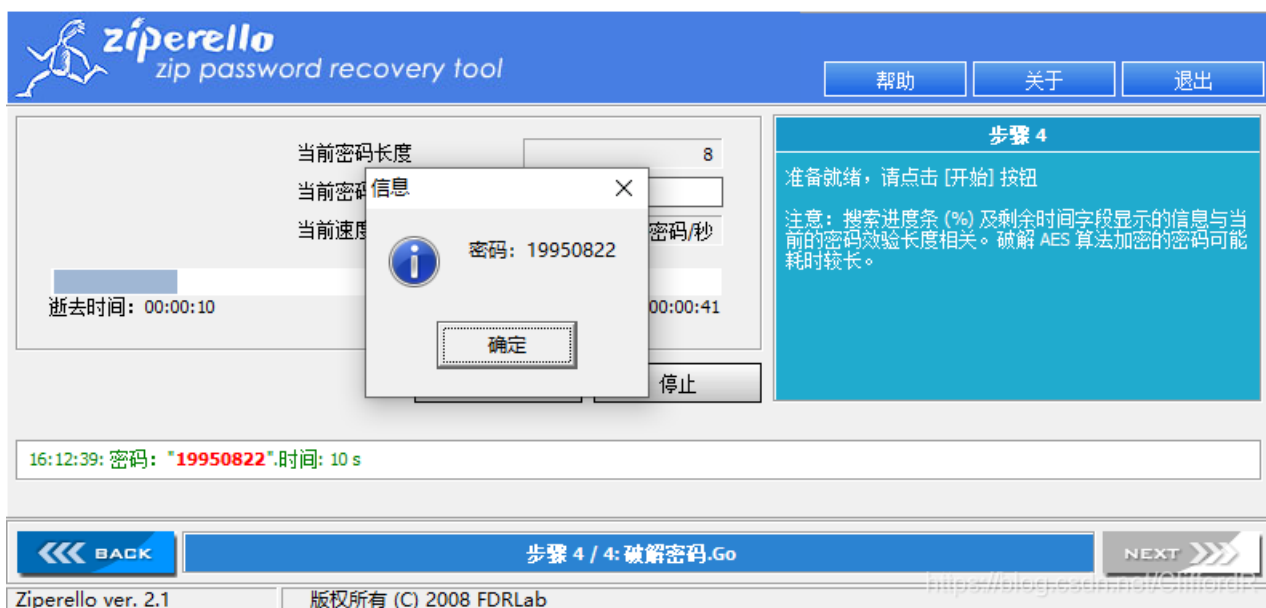 ziperello
zip password recovery tool
帮助
关于
退出
当前密码长度
8
当前密码
当前速度
密码/秒
逝去时间: 00:00:10
00:00:41
停止
信息
密码: 19950822
确定
步骤 4
准备就绪，请点击 [开始] 按钮
注意：搜索进度条 (%) 及剩余时间字段显示的信息与当
前的密码效验长度相关。破解 AES 算法加密的密码可能
耗时较长。
16:12:39: 密码: "19950822".时间: 10 s
BACK
步骤 4 / 4: 破解密码.Go
NEXT
https://blog.csdn.net/CliffordR
Ziperello ver. 2.1
版权所有 (C) 2008 FDRLab